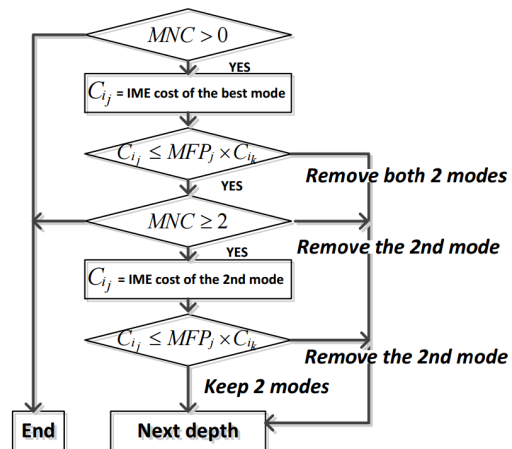 MNC > 0
YES
C_{i_j} = IME cost of the best mode
C_{i_j} ≤ MFP_j × C_{i_k}
Remove both 2 modes
YES
MNC ≥ 2
Remove the 2nd mode
YES
C_{i_j} = IME cost of the 2nd mode
C_{i_j} ≤ MFP_j × C_{i_k}
Remove the 2nd mode
Keep 2 modes
End
Next depth